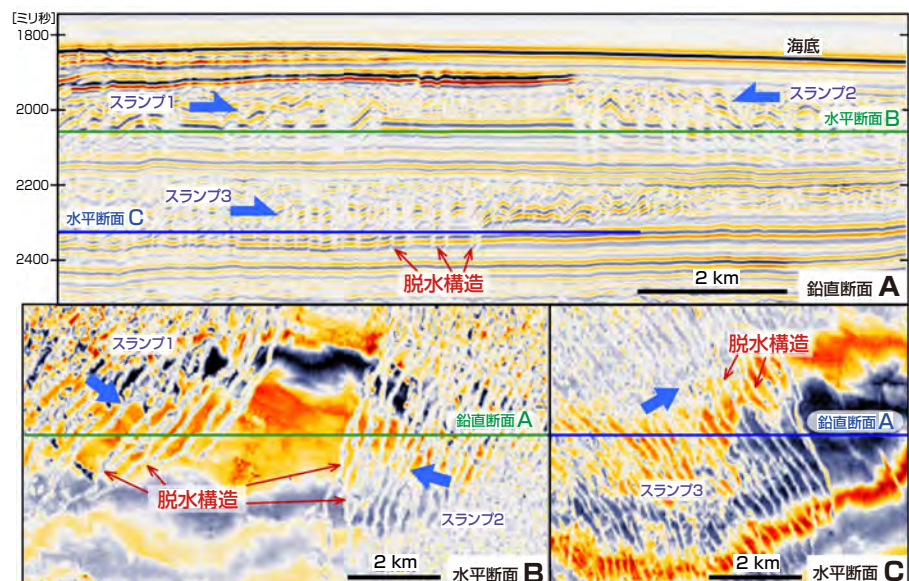 [ミリ秒]
1800
海底
スランプ1
スランプ2
2000
水平断面B
2200
スランプ3
水平断面 C
2400
脱水構造
2 km
鉛直断面 A
スランプ1
鉛直断面A
脱水構造
スランプ2
2 km
水平断面 B
脱水構造
鉛直断面A
スランプ3
2 km
水平断面 C